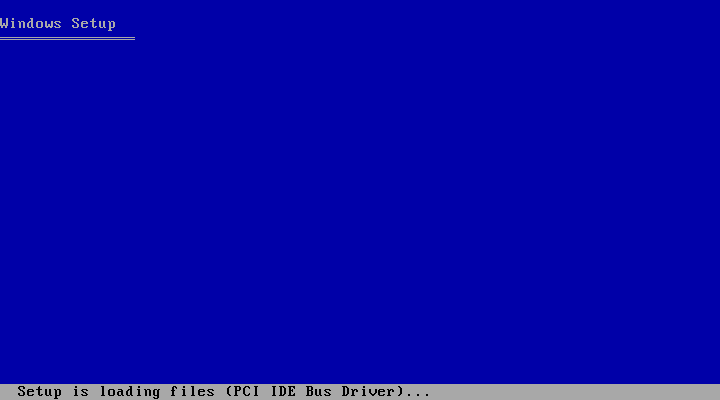 Windows Setup
Setup is loading files (PCI IDE Bus Driver)...